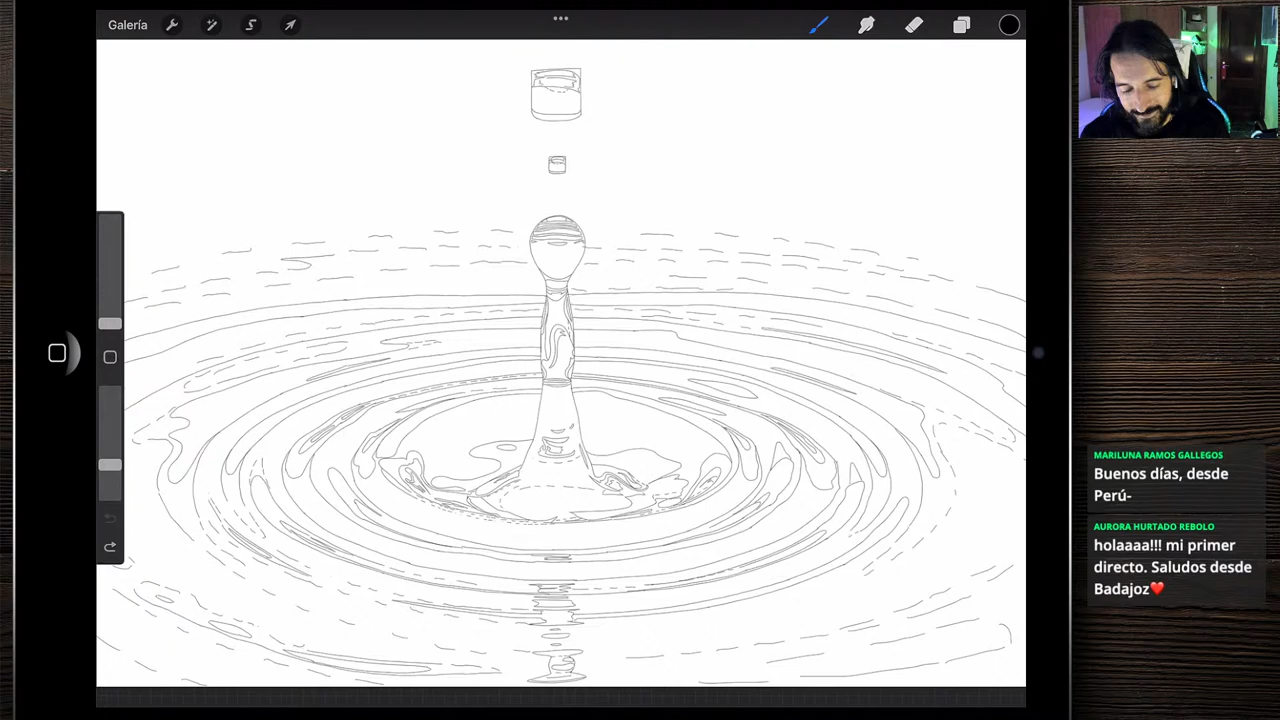 Galería
MARILUNA RAMOS GALLEGOS
Buenos días, desde
Perú-
AURORA HURTADO REBOLO
holaaaa!!! mi primer
directo. Saludos desde
Badajoz❤️